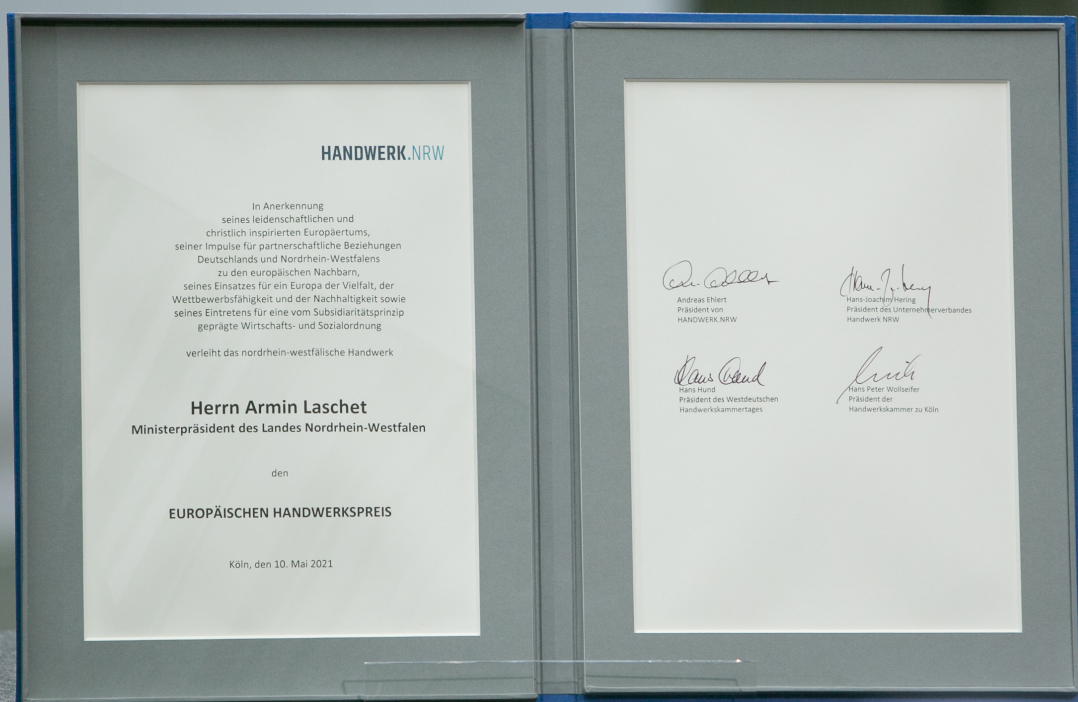 HANDWERK.NRW
In Anerkennung
seines leidenschaftlichen und
christlich inspirierten Europäertums,
seiner Impulse für partnerschaftliche Beziehungen
Deutschlands und Nordrhein-Westfalens
zu den europäischen Nachbarn,
seines Einsatzes für ein Europa der Vielfalt, der
Wettbewerbsfähigkeit und der Nachhaltigkeit sowie
seines Eintretens für eine vom Subsidiaritätsprinzip
geprägte Wirtschafts- und Sozialordnung
verleiht das nordrhein-westfälische Handwerk
Herrn Armin Laschet
Ministerpräsident des Landes Nordrhein-Westfalen
den
EUROPÄISCHEN HANDWERKSPREIS
Köln, den 10. Mai 2021
Andreas Ehlert
Präsident von
HANDWERK.NRW
Hans-Joachim Hering
Präsident des Unternehmerverbandes
Handwerk NRW
Hans Hund
Hans Hund
Präsident des Westdeutschen
Handwerkskammertages
Hans Peter Wollseifer
Präsident der
Handwerkskammer zu Köln